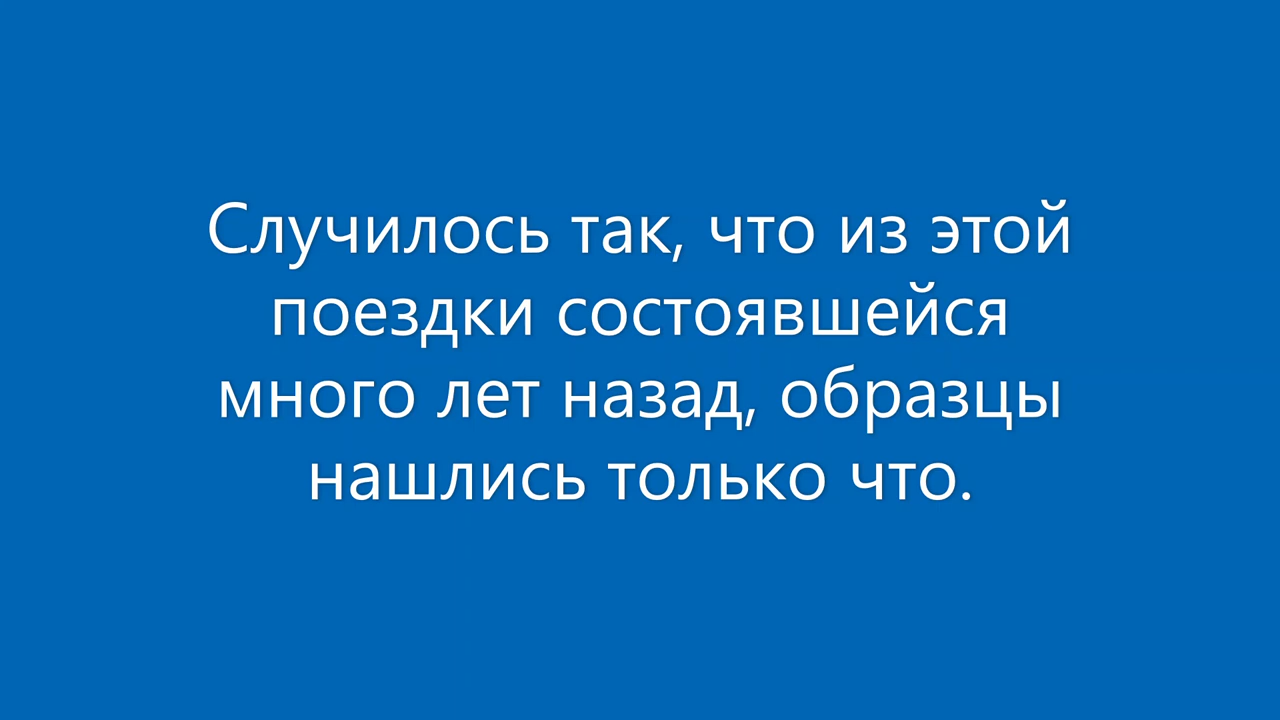 Случилось так, что из этой
поездки состоявшейся
много лет назад, образцы
нашлись только что.